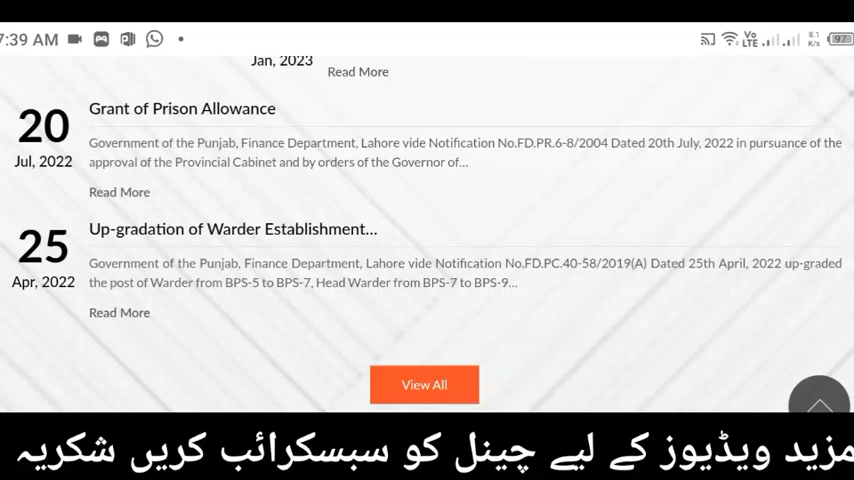 7:39 AM
Vo LTE
8.1 K/s
97
Jan, 2023
Read More
20
Jul, 2022
Grant of Prison Allowance
Government of the Punjab, Finance Department, Lahore vide Notification No.FD.PR.6-8/2004 Dated 20th July, 2022 in pursuance of the
approval of the Provincial Cabinet and by orders of the Governor of...
Read More
25
Apr, 2022
Up-gradation of Warder Establishment...
Government of the Punjab, Finance Department, Lahore vide Notification No.FD.PC.40-58/2019(A) Dated 25th April, 2022 up-graded
the post of Warder from BPS-5 to BPS-7, Head Warder from BPS-7 to BPS-9...
Read More
View All
مزید ویڈیوز کے لیے چینل کو سبسکرائب کریں شکریہ